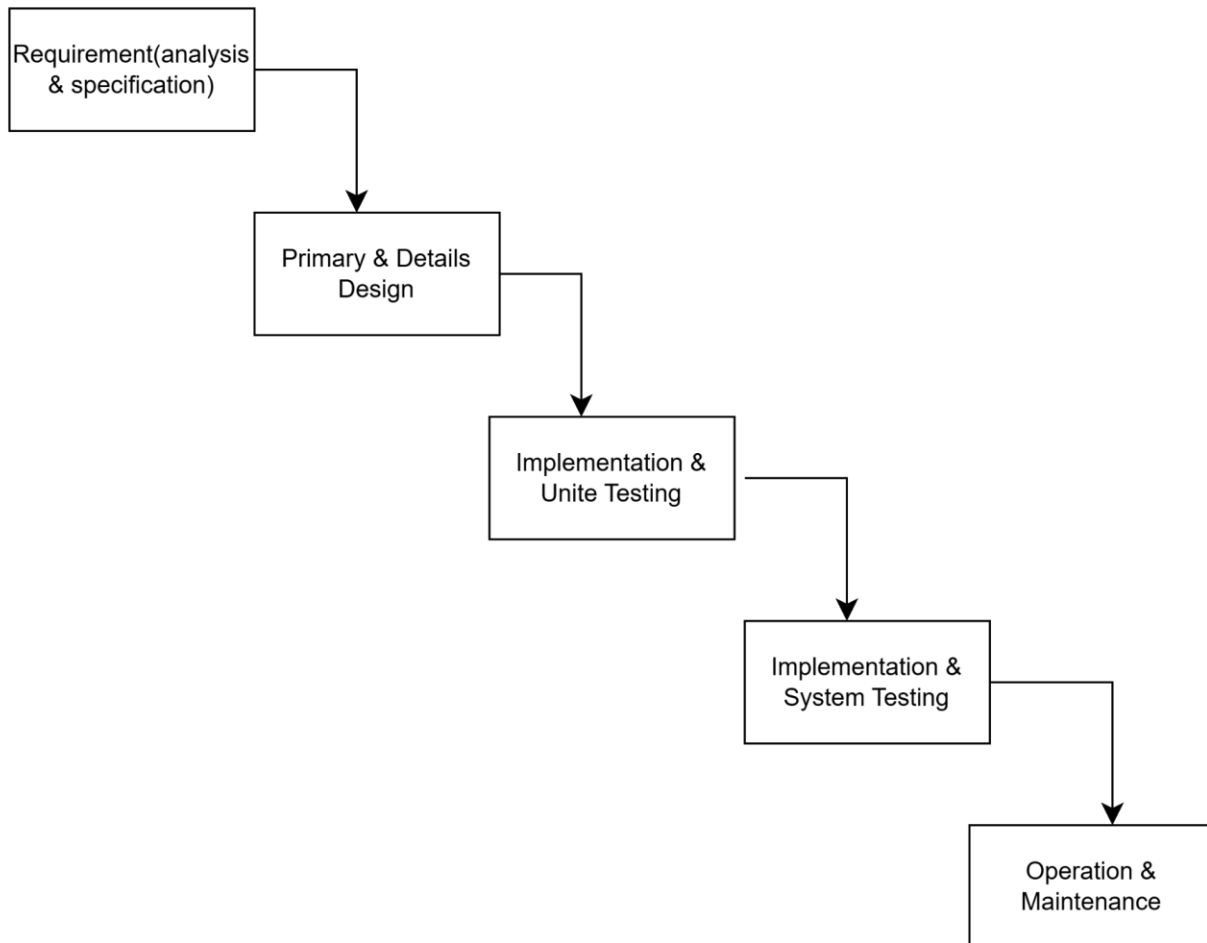 Requirement(analysis
& specification)
Primary & Details
Design
Implementation &
Unite Testing
Implementation &
System Testing
Operation &
Maintenance